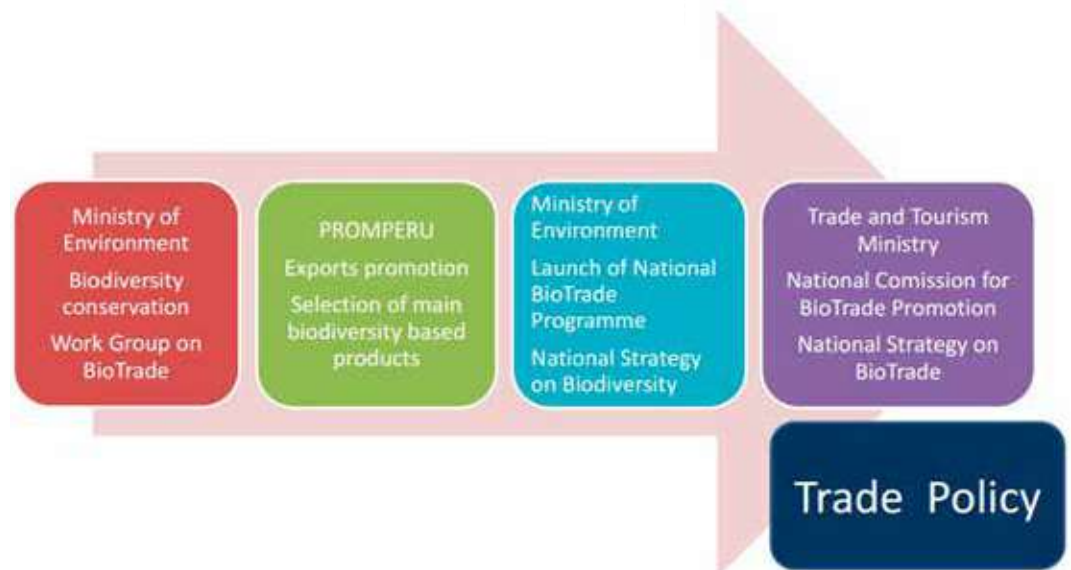 Ministry of
Environment
Biodiversity
conservation
Work Group on
BioTrade
PROMPERU
Exports promotion
Selection of main
biodiversity based
products
Ministry of
Environment
Launch of National
BioTrade
Programme
National Strategy
on Biodiversity
Trade and Tourism
Ministry
National Comission for
BioTrade Promotion
National Strategy on
BioTrade
Trade Policy